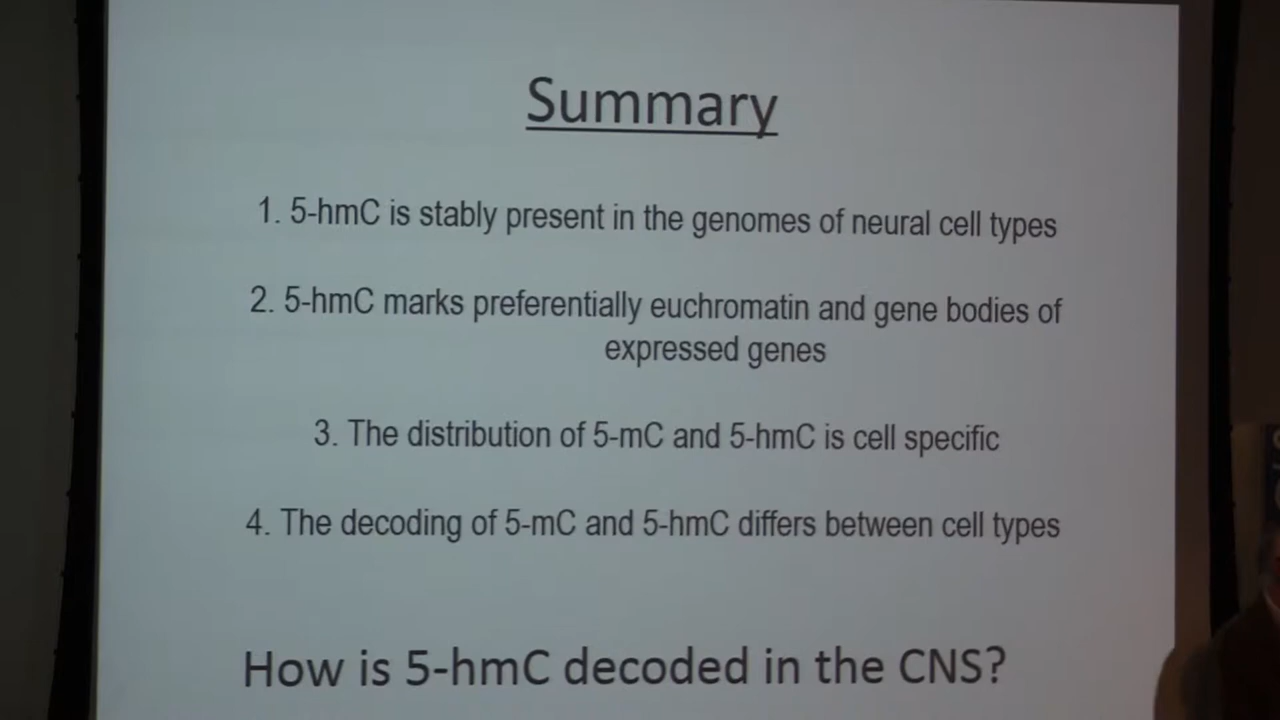 Summary
1. 5-hmC is stably present in the genomes of neural cell types
2. 5-hmC marks preferentially euchromatin and gene bodies of
expressed genes
3. The distribution of 5-mC and 5-hmC is cell specific
4. The decoding of 5-mC and 5-hmC differs between cell types
How is 5-hmC decoded in the CNS?